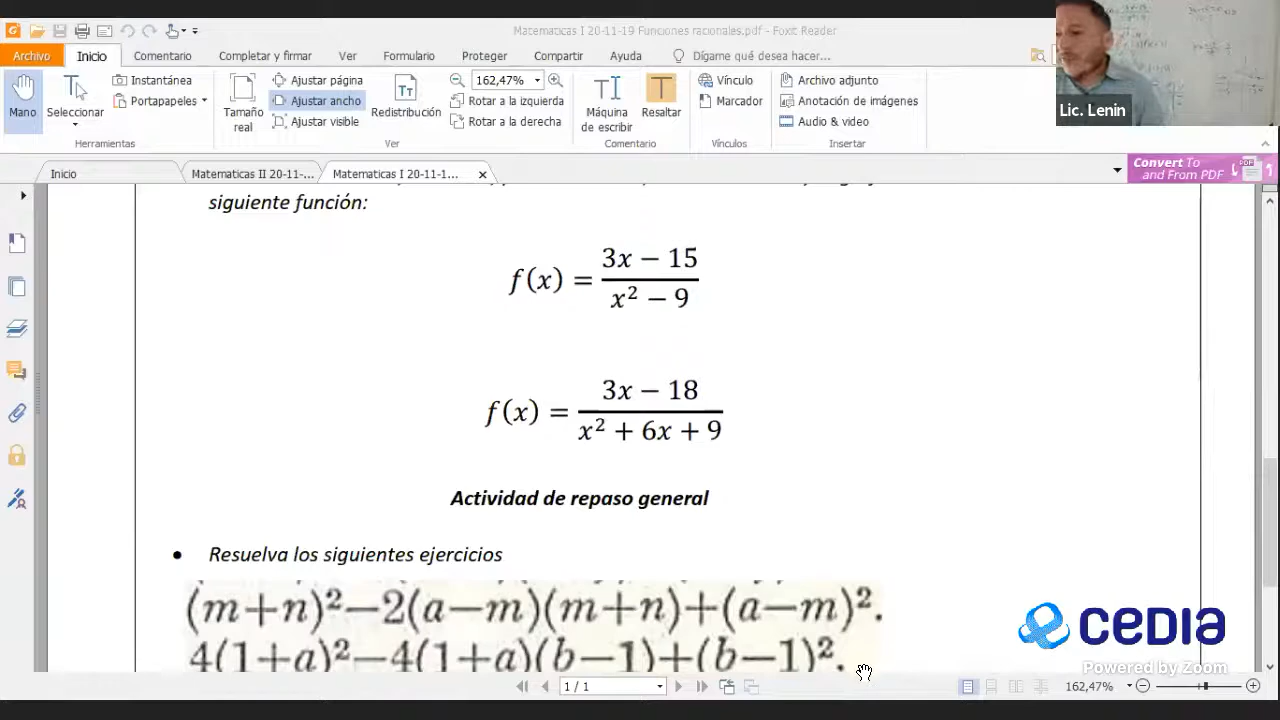 Matematicas I 20-11-19 Funciones racionales.pdf - Foxit Reader
Archivo Inicio Comentario Completar y firmar Ver Formulario Proteger Compartir Ayuda Dígame qué desea hacer...
Mano
Seleccionar
Instantánea
Portapapeles
Herramientas
Tamaño real
Ajustar página
Ajustar ancho
Ajustar visible
Redistribución
162,47%
Rotar a la izquierda
Rotar a la derecha
Ver
Máquina de escribir
Resaltar
Comentario
Vínculo
Marcador
Vínculos
Archivo adjunto
Anotación de imágenes
Audio & video
Insertar
Lic. Lenin
Inicio Matematicas II 20-11-... Matematicas I 20-11-1...
Convert To
and From PDF
PDF
siguiente función:
f(x) = (3x − 15)/(x² − 9)
f(x) = (3x − 18)/(x² + 6x + 9)
Actividad de repaso general
• Resuelva los siguientes ejercicios
(m+n)²−2(a−m)(m+n)+(a−m)².
4(1+a)²−4(1+a)(b−1)+(b−1)².
CEDIA
Powered by Zoom
1 / 1
162,47%